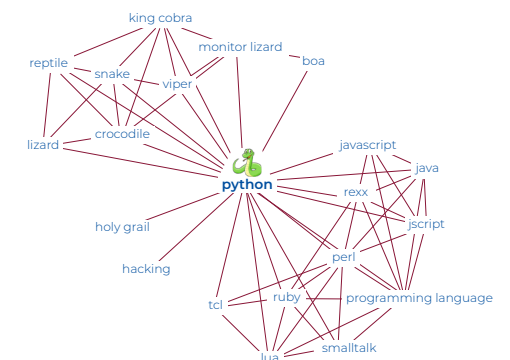 king cobra
monitor lizard
reptile
boa
snake
viper
crocodile
lizard
javascript
java
python
rexx
holy grail
jscript
perl
hacking
ruby
programming language
tcl
smalltalk
lua